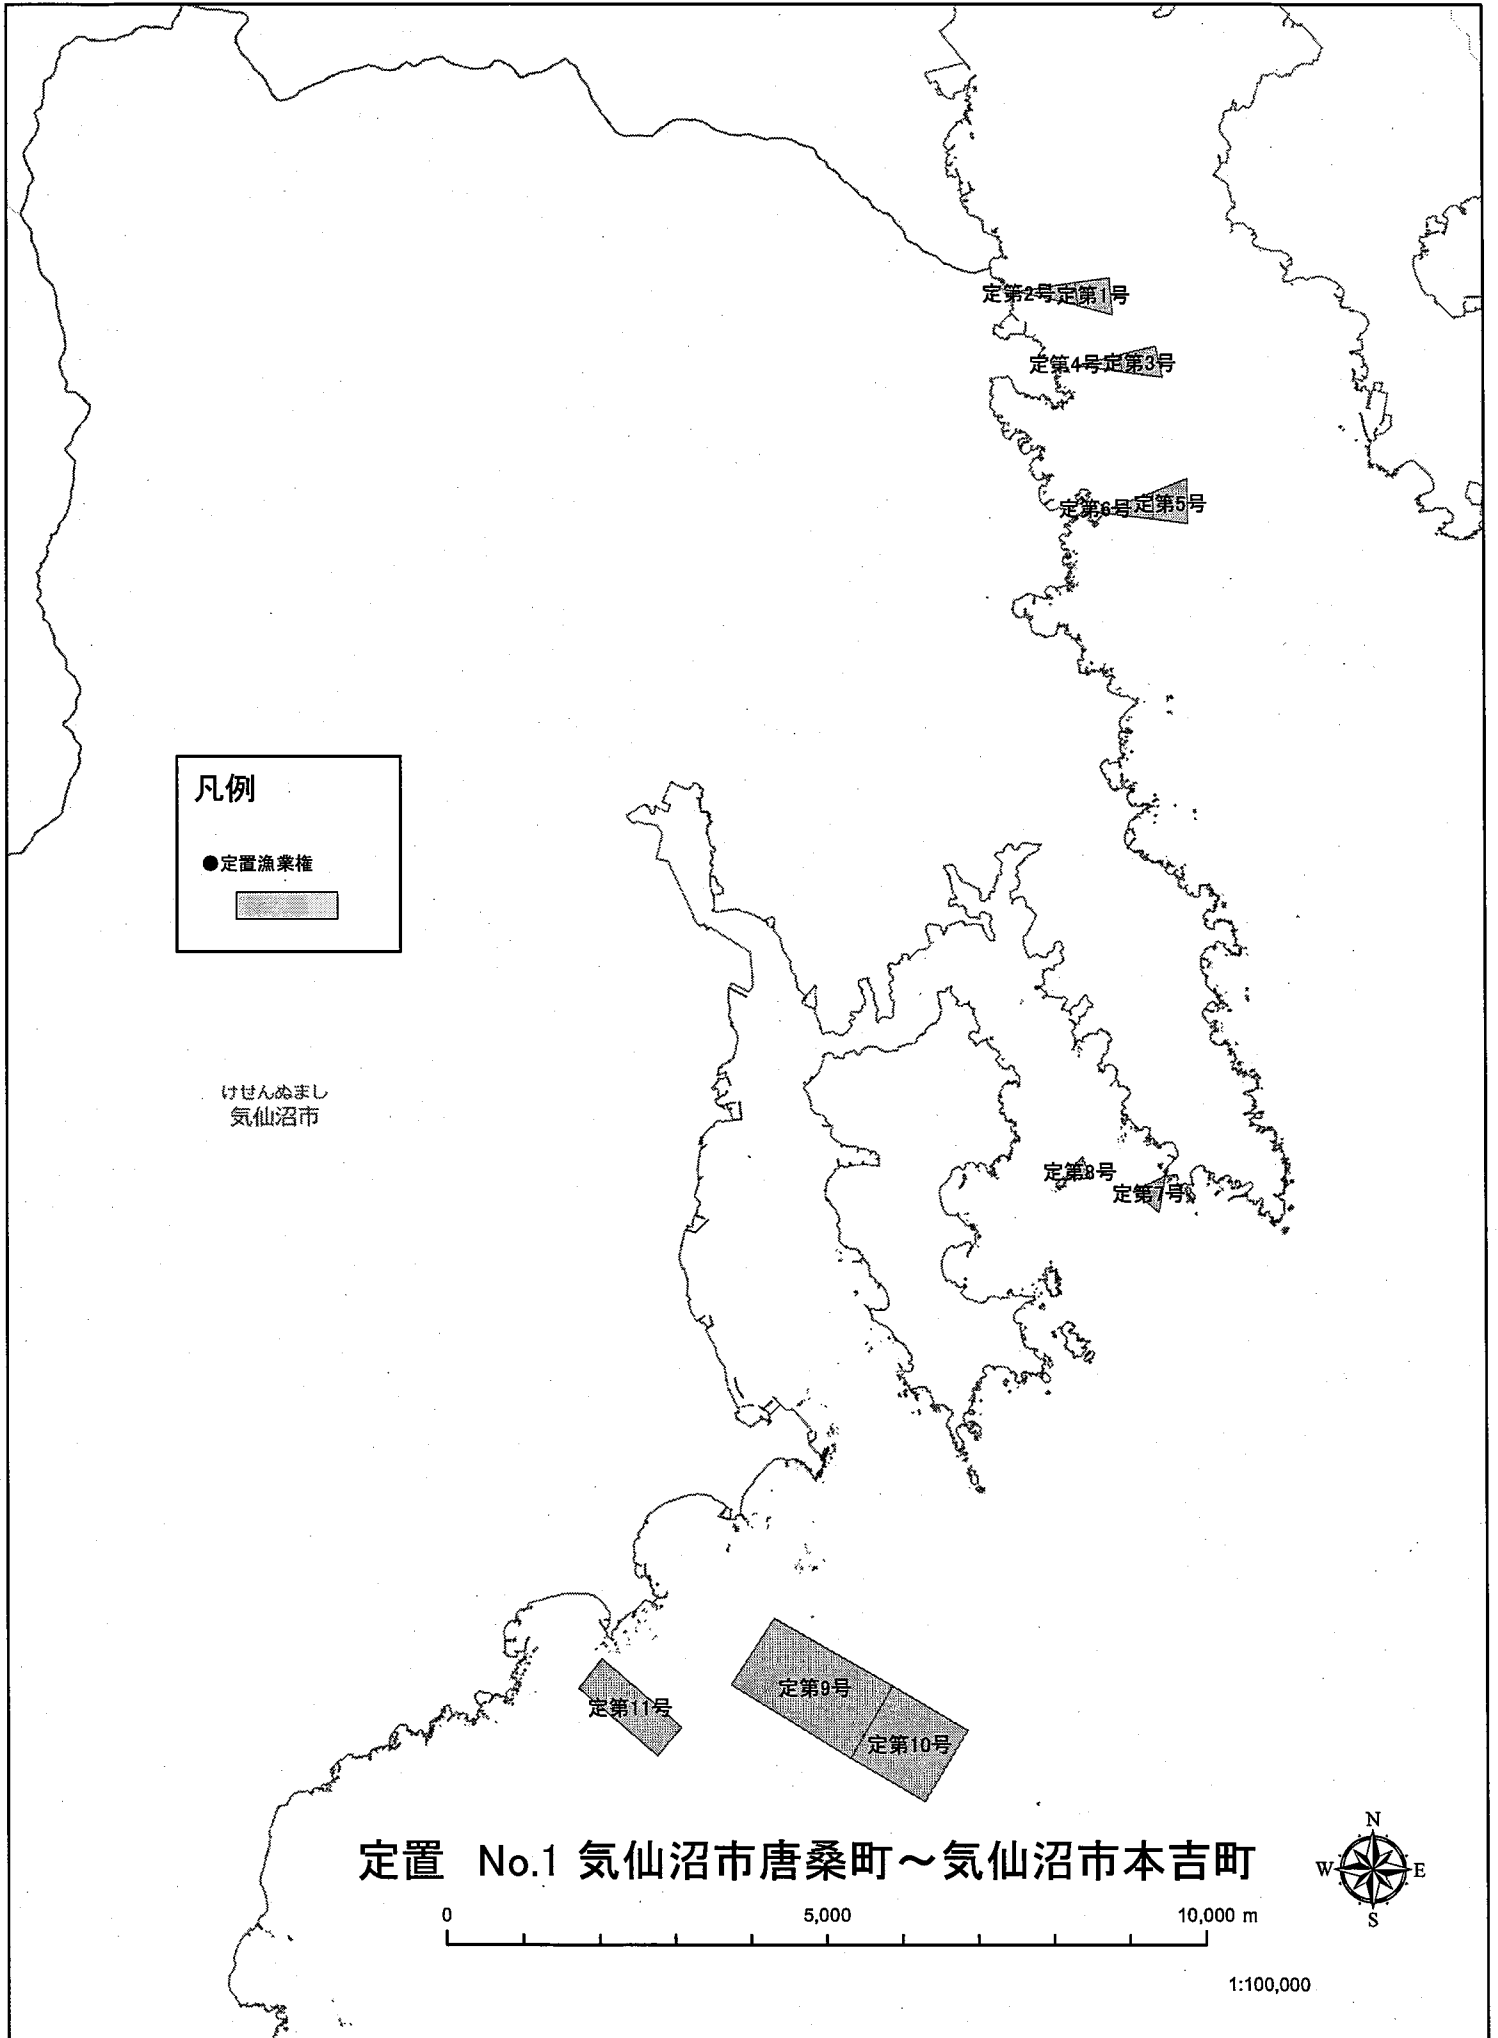 定第2号
定第1号
定第4号
定第3号
定第6号
定第5号
凡例
●定置漁業権
けせんぬまし
気仙沼市
定第8号
定第7号
定第9号
定第11号
定第10号
定置 No.1 気仙沼市唐桑町~気仙沼市本吉町
N
W E
S
0 5,000 10,000 m
1:100,000